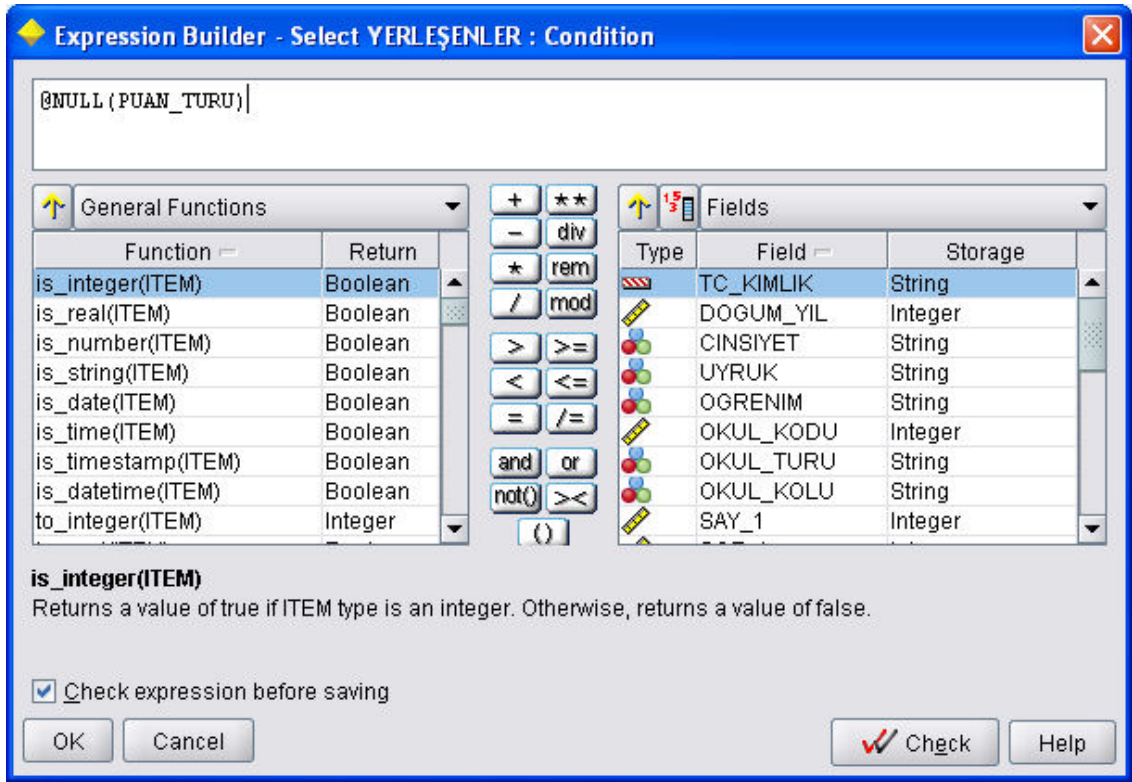 Expression Builder - Select YERLEŞENLER : Condition
@NULL(PUAN_TURU)
General Functions
Function Return
is_integer(ITEM) Boolean
is_real(ITEM) Boolean
is_number(ITEM) Boolean
is_string(ITEM) Boolean
is_date(ITEM) Boolean
is_time(ITEM) Boolean
is_timestamp(ITEM) Boolean
is_datetime(ITEM) Boolean
to_integer(ITEM) Integer
+ **
- div
* rem
/ mod
> >=
< <=
= /=
and or
not() ><
()
Fields
Type Field Storage
TC_KIMLIK String
DOGUM_YIL Integer
CINSIYET String
UYRUK String
OGRENIM String
OKUL_KODU Integer
OKUL_TURU String
OKUL_KOLU String
SAY_1 Integer
is_integer(ITEM)
Returns a value of true if ITEM type is an integer. Otherwise, returns a value of false.
Check expression before saving
OK Cancel Check Help